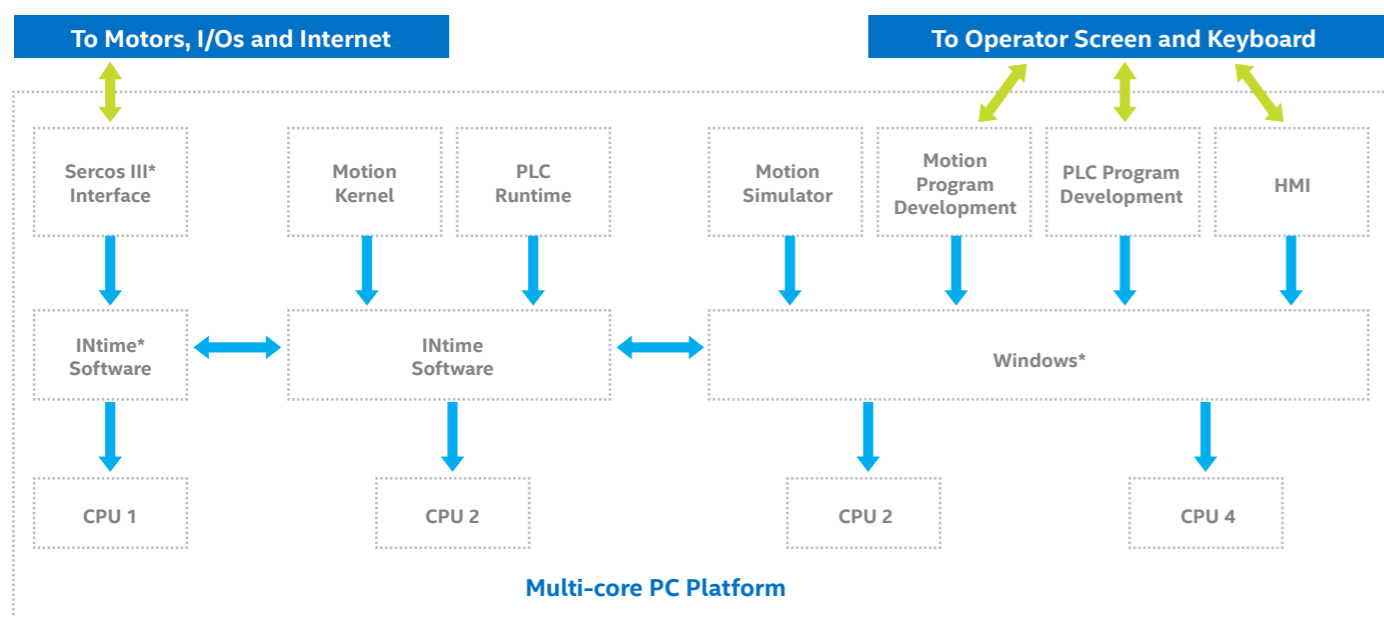 To Motors, I/Os and Internet
To Operator Screen and Keyboard
Sercos III*
Interface
Motion
Kernel
PLC
Runtime
Motion
Simulator
Motion
Program
Development
PLC Program
Development
HMI
INtime*
Software
INtime
Software
Windows*
CPU 1
CPU 2
CPU 2
CPU 4
Multi-core PC Platform